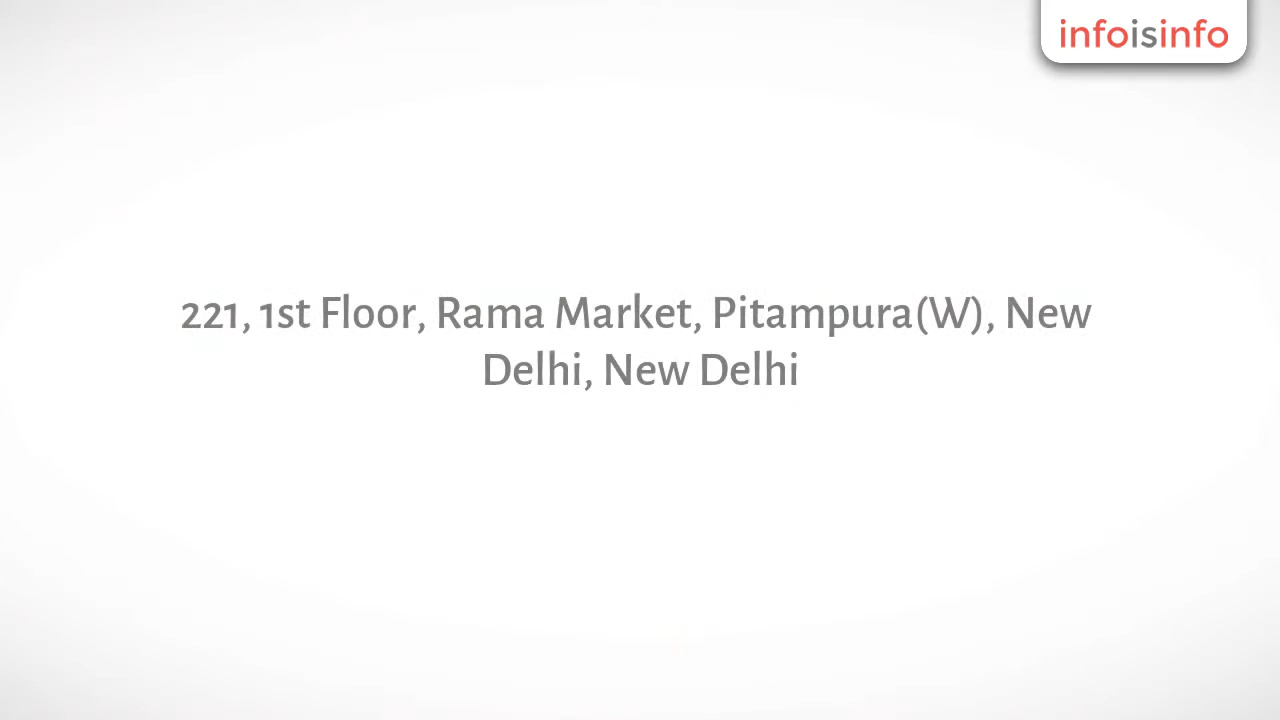 infoisinfo
221, 1st Floor, Rama Market, Pitampura(W), New
Delhi, New Delhi